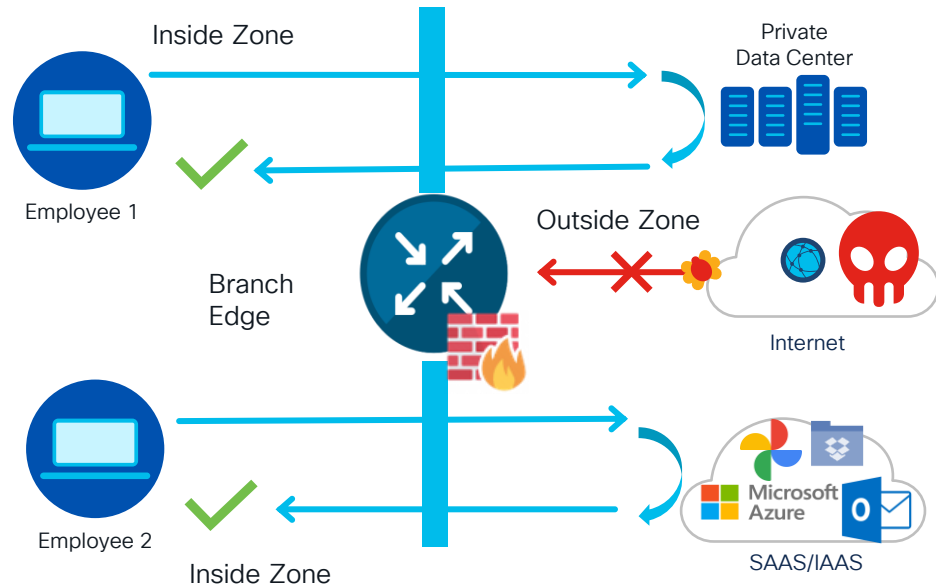 Inside Zone
Private
Data Center
Employee 1
Outside Zone
Branch
Edge
Internet
Microsoft
Azure
O
Employee 2
SAAS/IAAS
Inside Zone